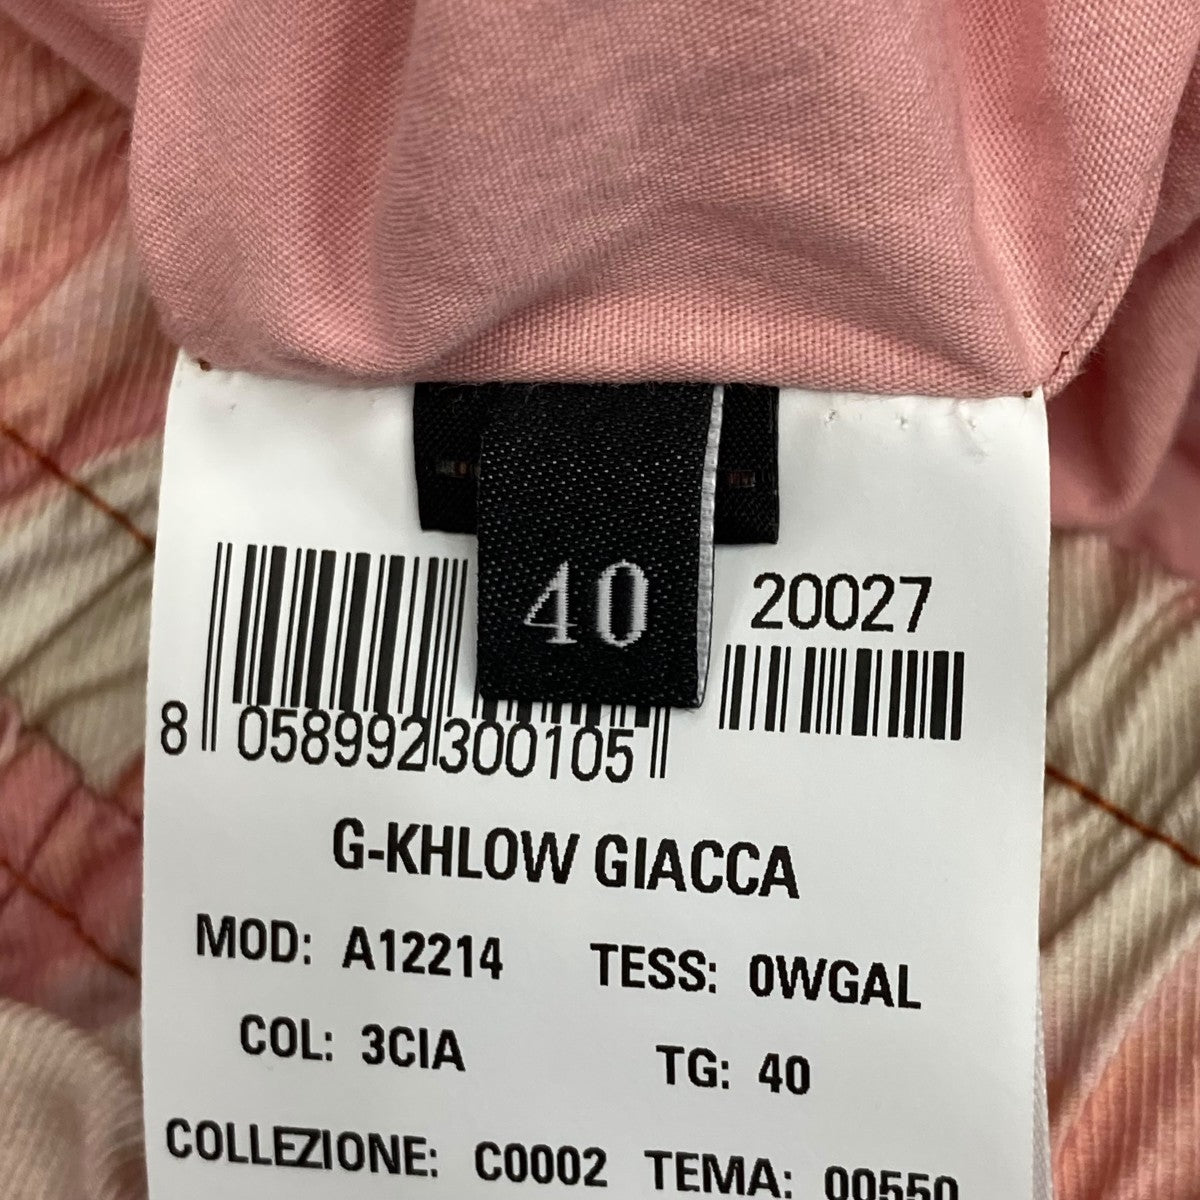 40
20027
8 058992 300105
G-KHLOW GIACCA
MOD: A12214 TESS: 0WGAL
COL: 3CIA TG: 40
COLLEZIONE: C0002 TEMA: 00550